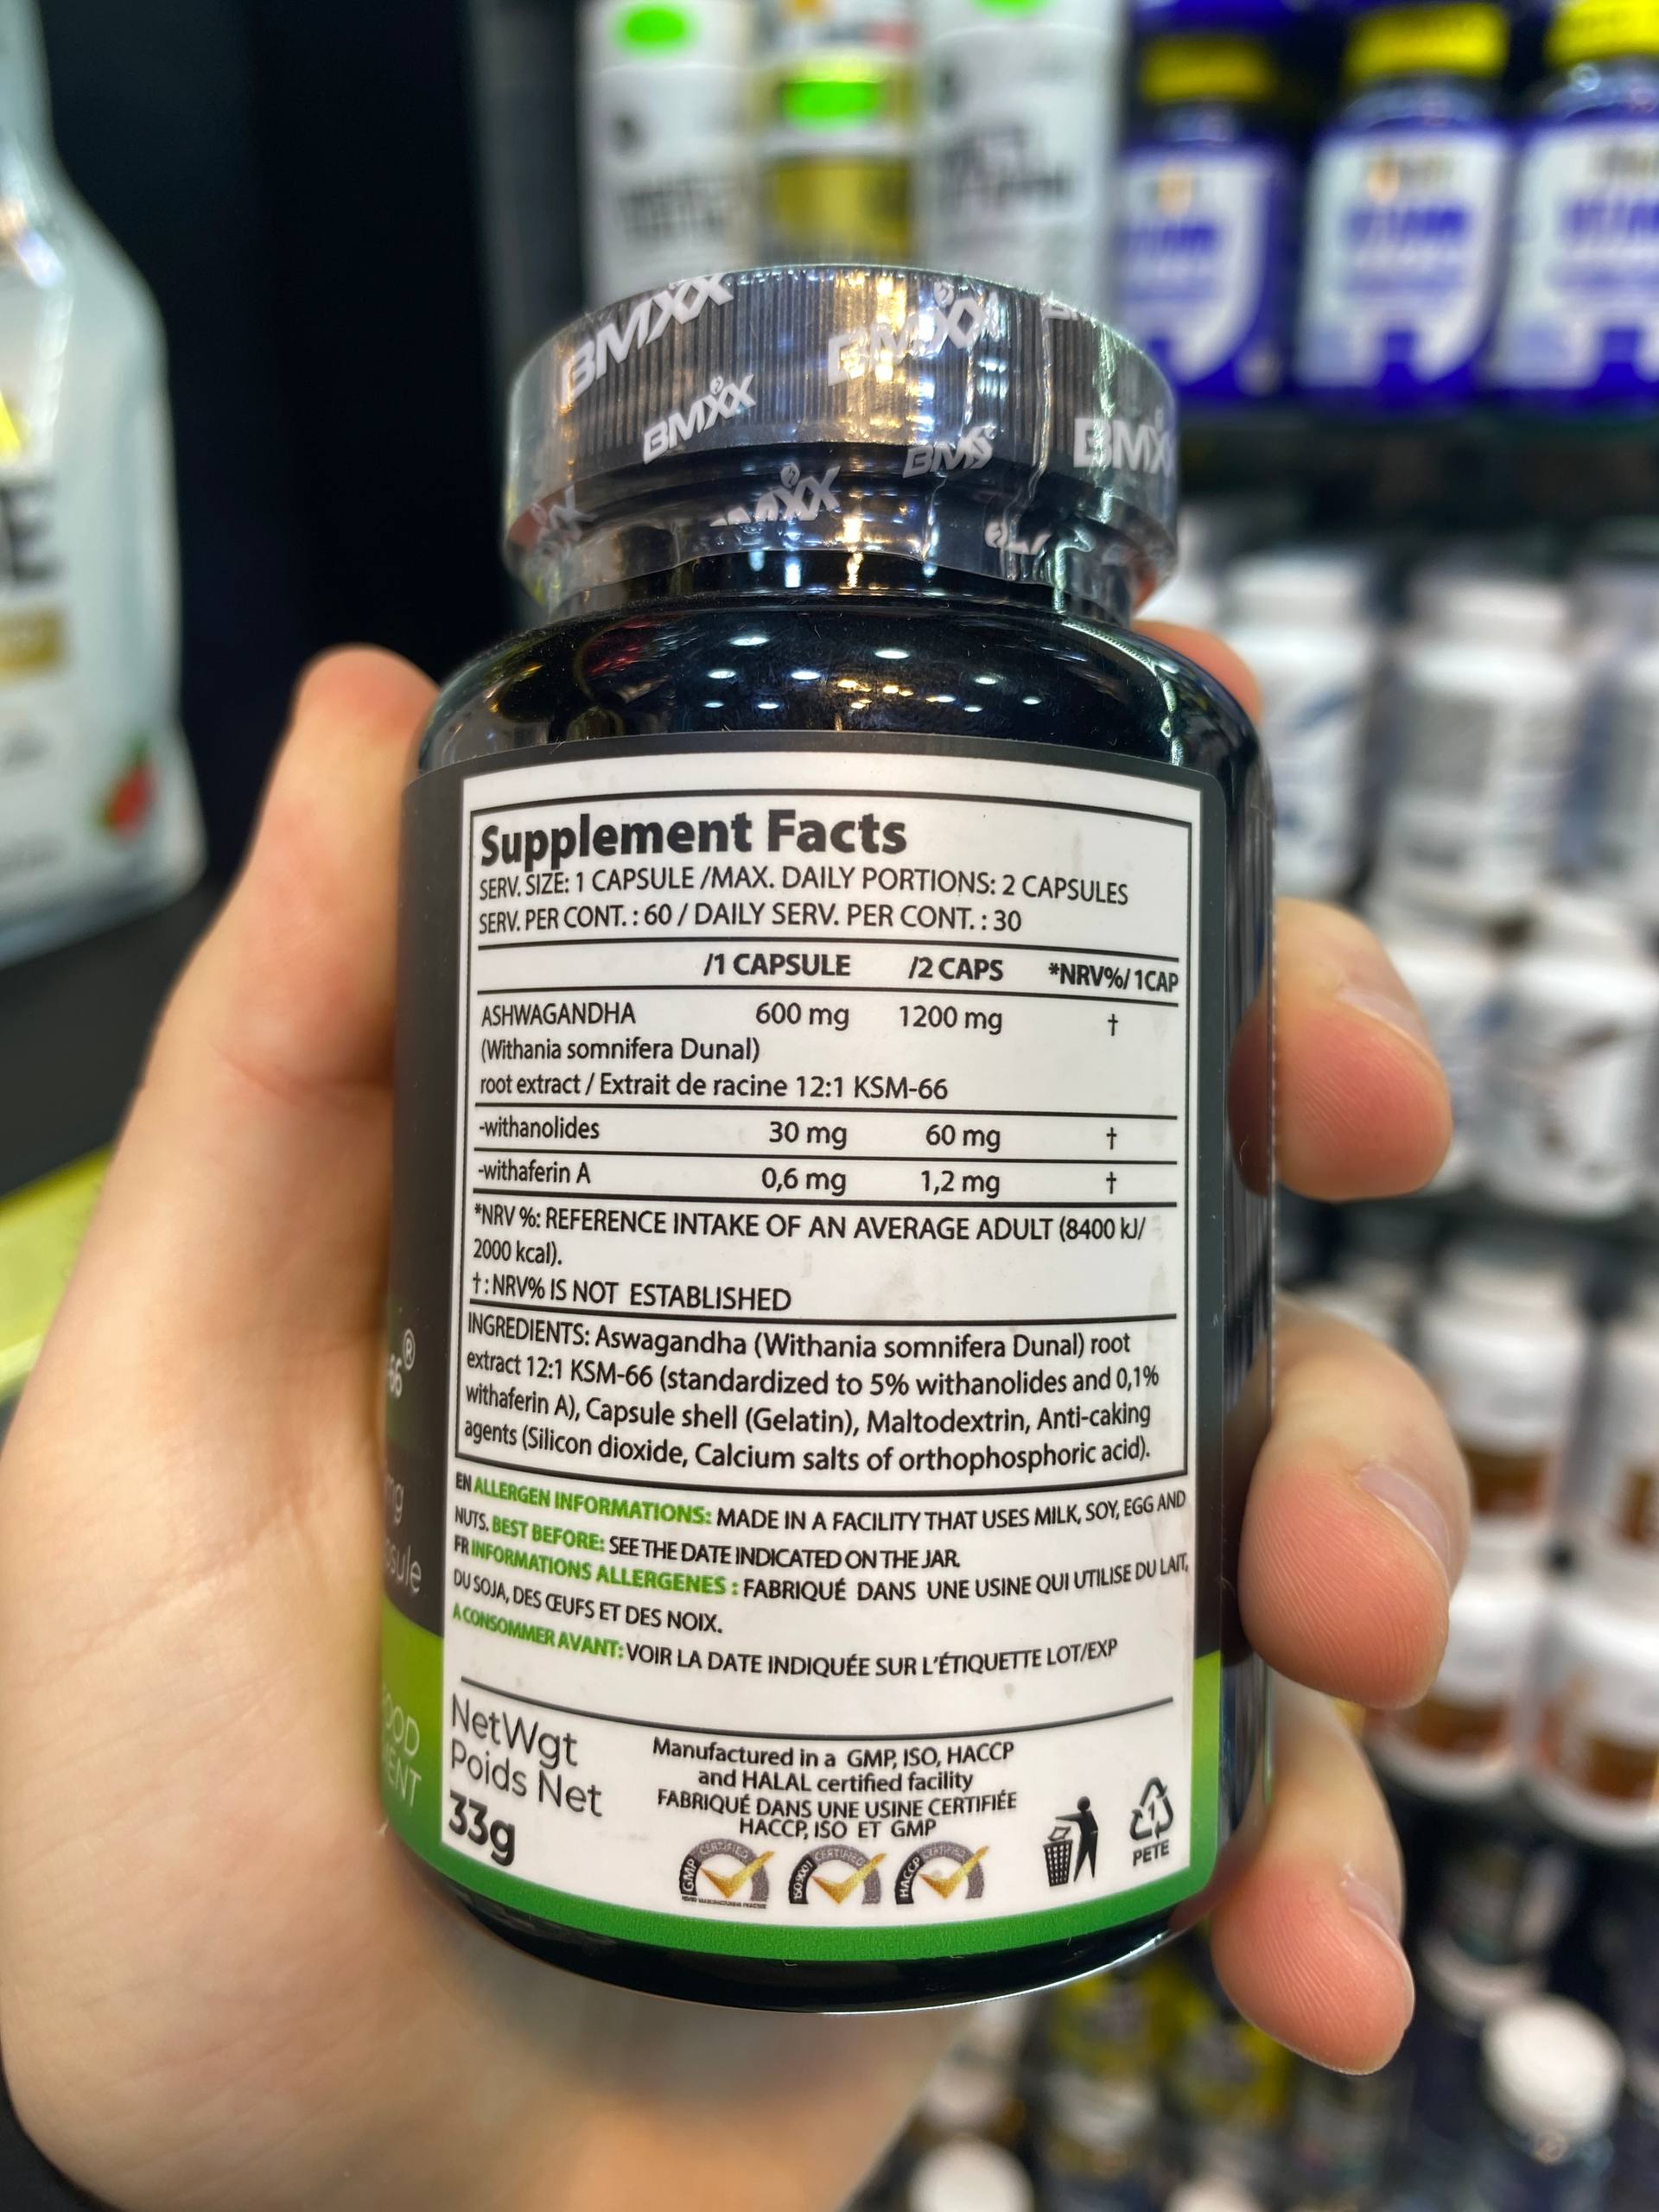 BMXX
BMXX
BMXX
BMXX
BMS
Supplement Facts
SERV. SIZE: 1 CAPSULE /MAX. DAILY PORTIONS: 2 CAPSULES
SERV. PER CONT. : 60 / DAILY SERV. PER CONT. : 30
/1 CAPSULE /2 CAPS *NRV%/1CAP
ASHWAGANDHA 600 mg 1200 mg †
(Withania somnifera Dunal)
root extract / Extrait de racine 12:1 KSM-66
-withanolides 30 mg 60 mg †
-withaferin A 0,6 mg 1,2 mg †
*NRV %: REFERENCE INTAKE OF AN AVERAGE ADULT (8400 kJ/
2000 kcal).
† : NRV% IS NOT ESTABLISHED
INGREDIENTS: Aswagandha (Withania somnifera Dunal) root
extract 12:1 KSM-66 (standardized to 5% withanolides and 0,1%
withaferin A), Capsule shell (Gelatin), Maltodextrin, Anti-caking
agents (Silicon dioxide, Calcium salts of orthophosphoric acid).
EN ALLERGEN INFORMATIONS: MADE IN A FACILITY THAT USES MILK, SOY, EGG AND
NUTS. BEST BEFORE: SEE THE DATE INDICATED ON THE JAR.
FR INFORMATIONS ALLERGENES : FABRIQUÉ DANS UNE USINE QUI UTILISE DU LAIT,
DU SOJA, DES ŒUFS ET DES NOIX.
A CONSOMMER AVANT: VOIR LA DATE INDIQUÉE SUR L'ÉTIQUETTE LOT/EXP
NetWgt
Poids Net
33g
Manufactured in a GMP, ISO, HACCP
and HALAL certified facility
FABRIQUÉ DANS UNE USINE CERTIFIÉE
HACCP, ISO ET GMP
GMP CERTIFIED
ISO 9001 CERTIFIED
HACCP CERTIFIED
1
PETE
66®